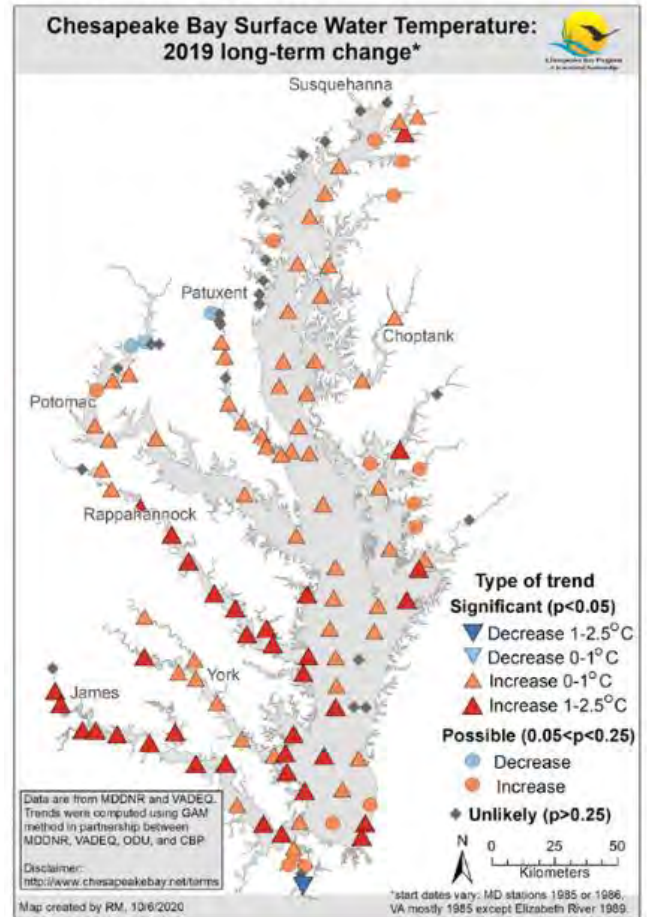 Chesapeake Bay Surface Water Temperature:
2019 long-term change*
Chesapeake Bay Program
Susquehanna
Patuxent
Choptank
Potomac
Rappahannock
York
James
Type of trend
Significant (p<0.05)
Decrease 1-2.5°C
Decrease 0-1°C
Increase 0-1°C
Increase 1-2.5°C
Possible (0.05<p<0.25)
Decrease
Increase
Unlikely (p>0.25)
N
0 25 50
Kilometers
Data are from MDDNR and VADEQ.
Trends were computed using GAM
method in partnership between
MDDNR, VADEQ, ODU, and CBP
Disclaimer:
http://www.chesapeakebay.net/terms
Map created by RM, 10/6/2020
*start dates vary: MD stations 1985 or 1986,
VA mostly 1985 except Elizabeth River 1989.